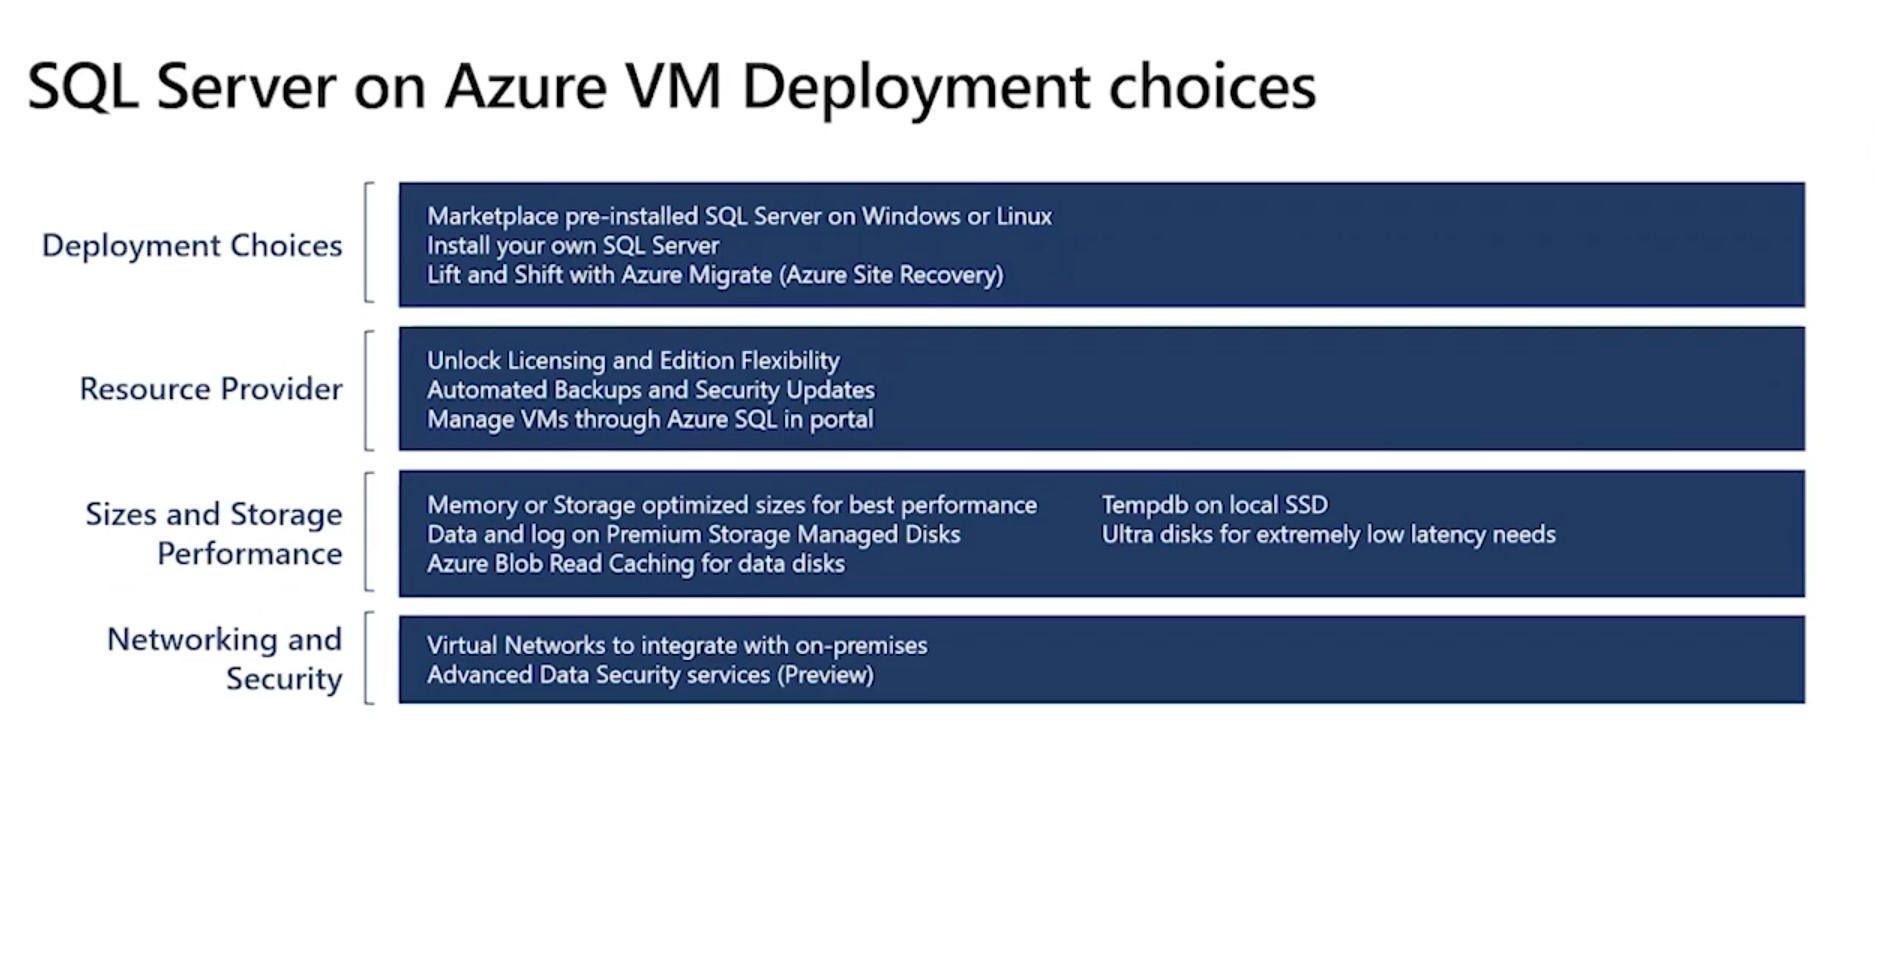 SQL Server on Azure VM Deployment choices
Deployment Choices
Marketplace pre-installed SQL Server on Windows or Linux
Install your own SQL Server
Lift and Shift with Azure Migrate (Azure Site Recovery)
Resource Provider
Unlock Licensing and Edition Flexibility
Automated Backups and Security Updates
Manage VMs through Azure SQL in portal
Sizes and Storage
Performance
Memory or Storage optimized sizes for best performance
Data and log on Premium Storage Managed Disks
Azure Blob Read Caching for data disks
Tempdb on local SSD
Ultra disks for extremely low latency needs
Networking and
Security
Virtual Networks to integrate with on-premises
Advanced Data Security services (Preview)